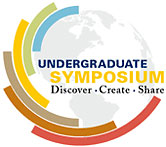 UNDERGRADUATE
SYMPOSIUM
Discover • Create • Share